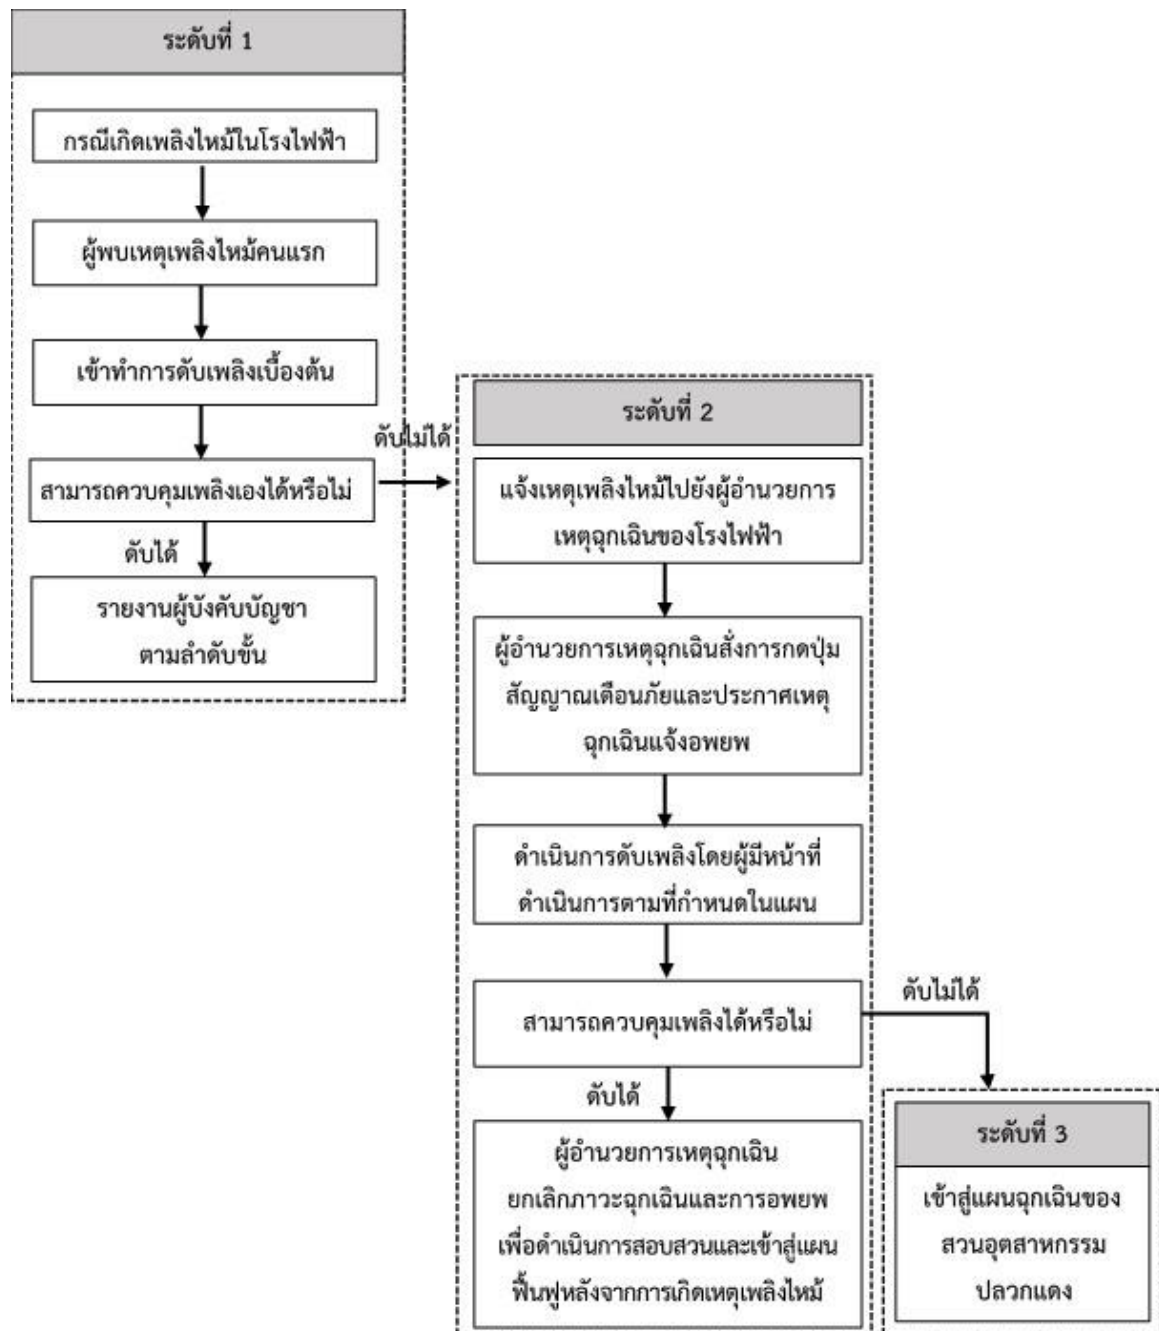 ระดับที่ 1
กรณีเกิดเพลิงไหม้ในโรงไฟฟ้า
ผู้พบเหตุเพลิงไหม้คนแรก
เข้าทำการดับเพลิงเบื้องต้น
สามารถควบคุมเพลิงเองได้หรือไม่
ดับได้
รายงานผู้บังคับบัญชา
ตามลำดับขั้น
ดับไม่ได้
ระดับที่ 2
แจ้งเหตุเพลิงไหม้ไปยังผู้อำนวยการ
เหตุฉุกเฉินของโรงไฟฟ้า
ผู้อำนวยการเหตุฉุกเฉินสั่งการกดปุ่ม
สัญญาณเตือนภัยและประกาศเหตุ
ฉุกเฉินแจ้งอพยพ
ดำเนินการดับเพลิงโดยผู้มีหน้าที่
ดำเนินการตามที่กำหนดในแผน
สามารถควบคุมเพลิงได้หรือไม่
ดับได้
ผู้อำนวยการเหตุฉุกเฉิน
ยกเลิกภาวะฉุกเฉินและการอพยพ
เพื่อดำเนินการสอบสวนและเข้าสู่แผน
ฟื้นฟูหลังจากการเกิดเหตุเพลิงไหม้
ดับไม่ได้
ระดับที่ 3
เข้าสู่แผนฉุกเฉินของ
สวนอุตสาหกรรม
ปลวกแดง